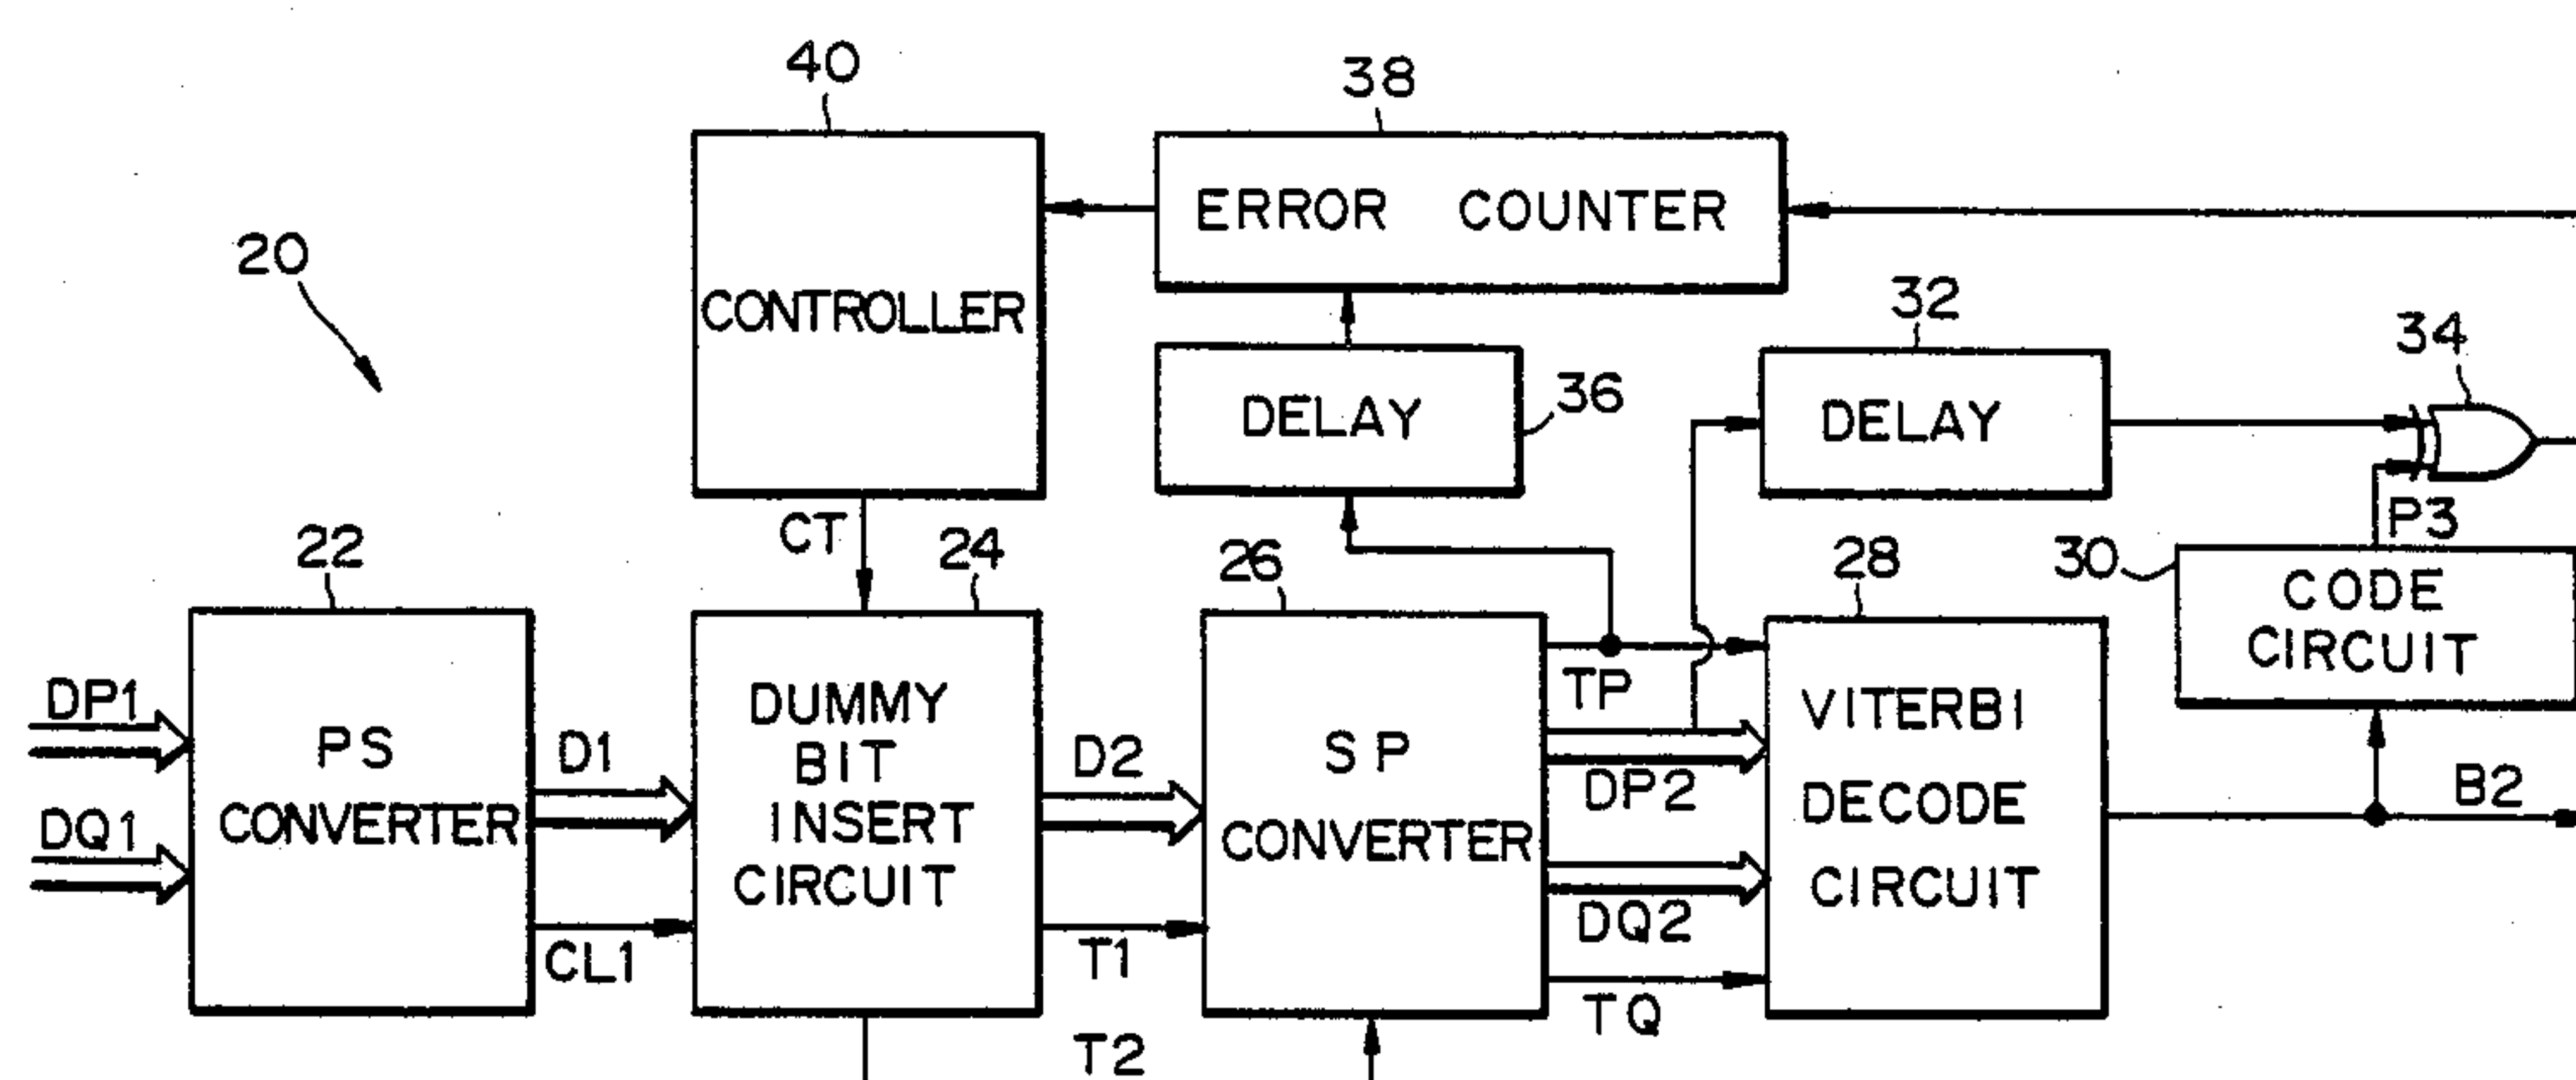 40
38
20
ERROR COUNTER
CONTROLLER
32
34
DELAY
36
DELAY
CT
P3
22
24
26
28
30
CODE
CIRCUIT
DP1
DQ1
PS
CONVERTER
D1
CL1
DUMMY
BIT
INSERT
CIRCUIT
D2
T1
T2
SP
CONVERTER
TP
DP2
DQ2
TQ
VITERBI
DECODE
CIRCUIT
B2